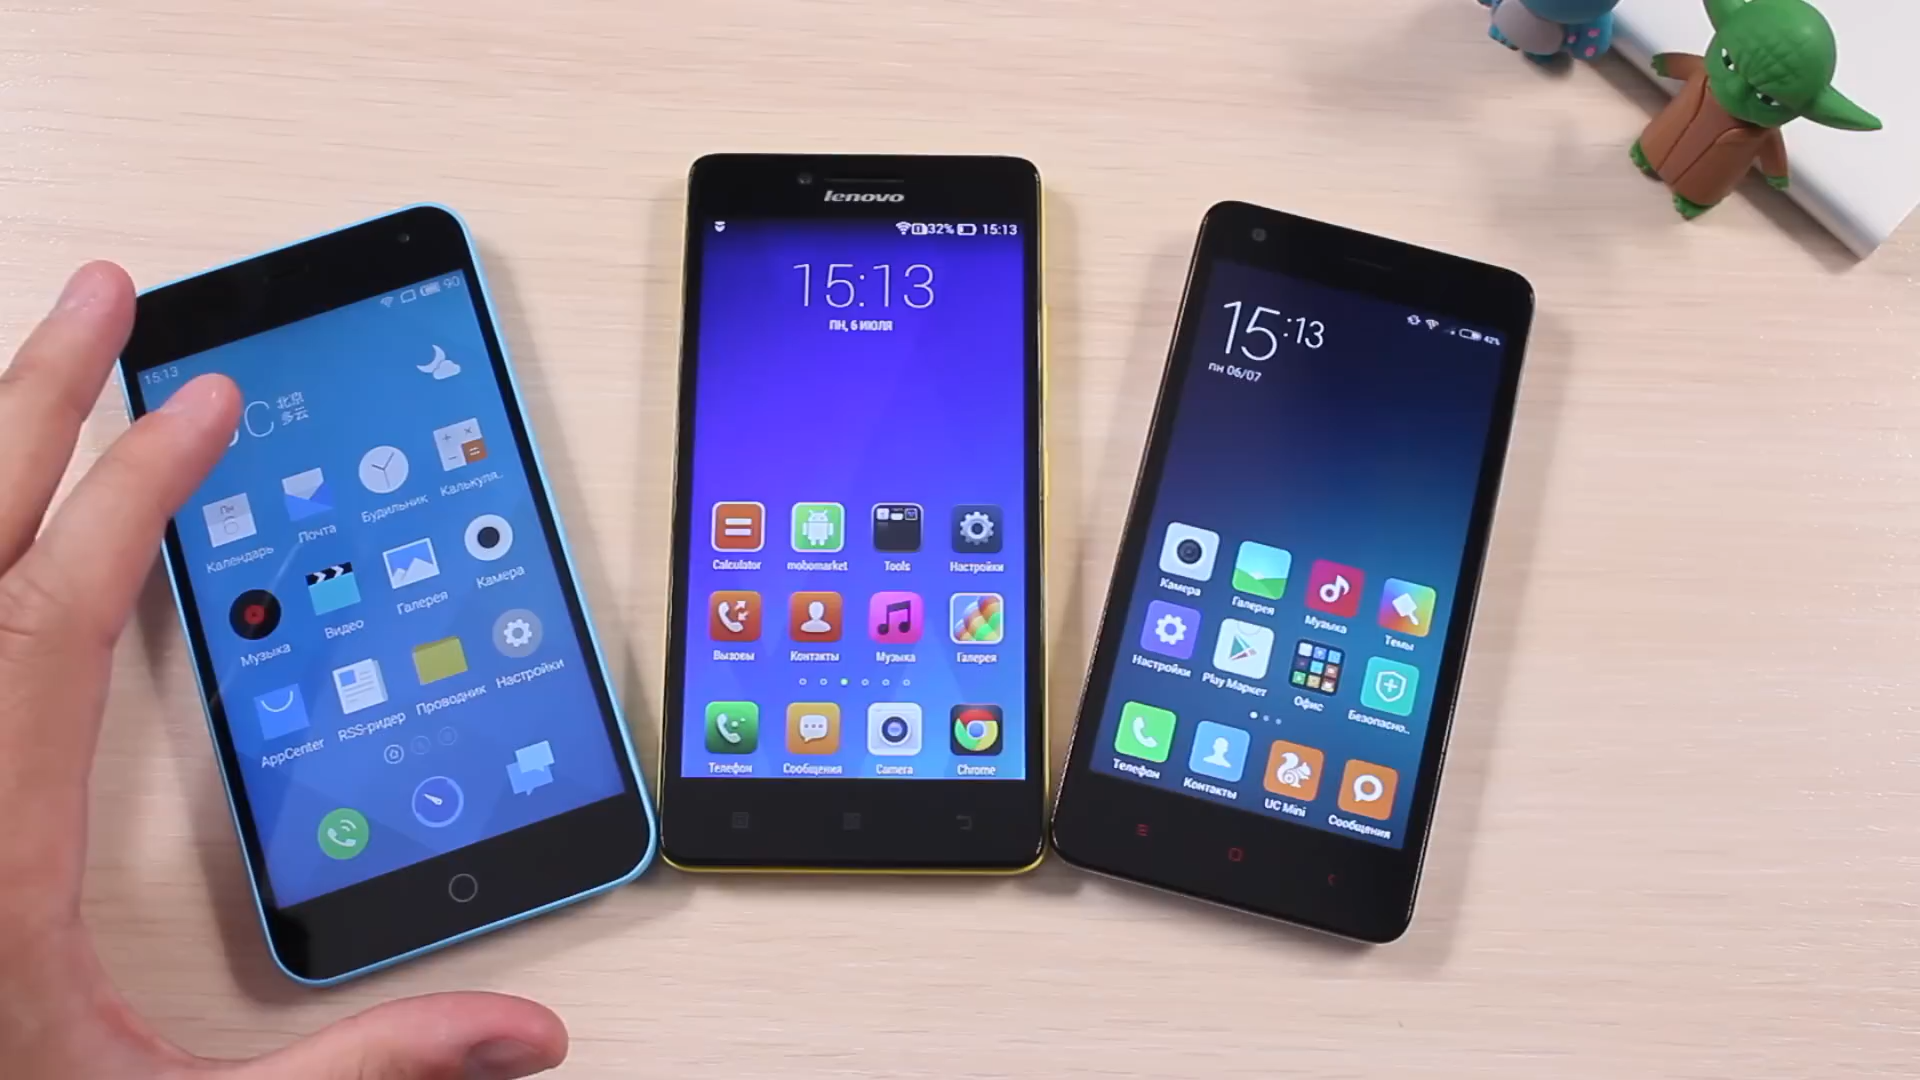 15:13
90
C 北京
多云
Пн
Календарь
Почта
Будильник
Калькуля..
Музыка
Видео
Галерея
Камера
AppCenter
RSS-ридер
Проводник
Настройки
lenovo
32% 15:13
15:13
ПН, 6 ИЮЛЯ
Calculator
mobomarket
Tools
Настройки
Вызовы
Контакты
Музыка
Галерея
Телефон
Сообщения
Camera
Chrome
42%
15:13
пн 06/07
Камера
Галерея
Музыка
Темы
Настройки
Play Маркет
Офис
Безопасно..
Телефон
Контакты
UC Mini
Сообщения